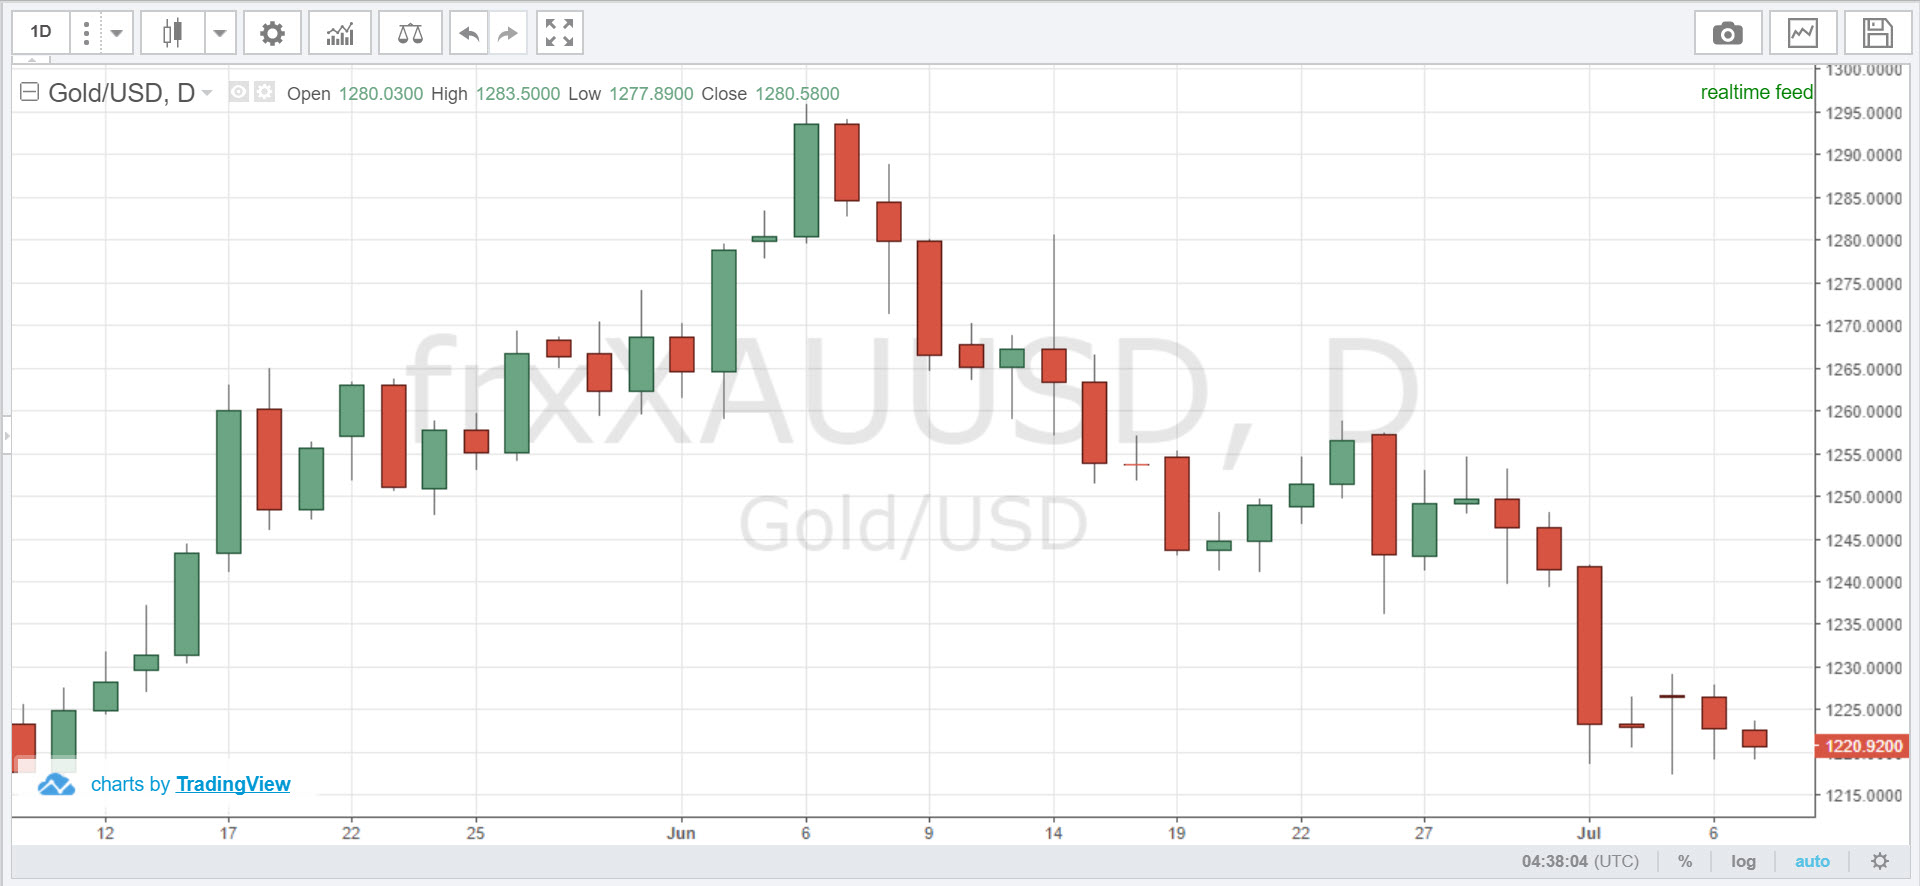 1D
Gold/USD, D Open 1280.0300 High 1283.5000 Low 1277.8900 Close 1280.5800
realtime feed
1300.0000
1295.0000
1290.0000
1285.0000
1280.0000
1275.0000
1270.0000
1265.0000
1260.0000
1255.0000
1250.0000
1245.0000
1240.0000
1235.0000
1230.0000
1225.0000
1220.9200
1215.0000
frxXAUUSD, D
Gold/USD
charts by TradingView
12 17 22 25 Jun 6 9 14 19 22 27 Jul 6
04:38:04 (UTC) % log auto